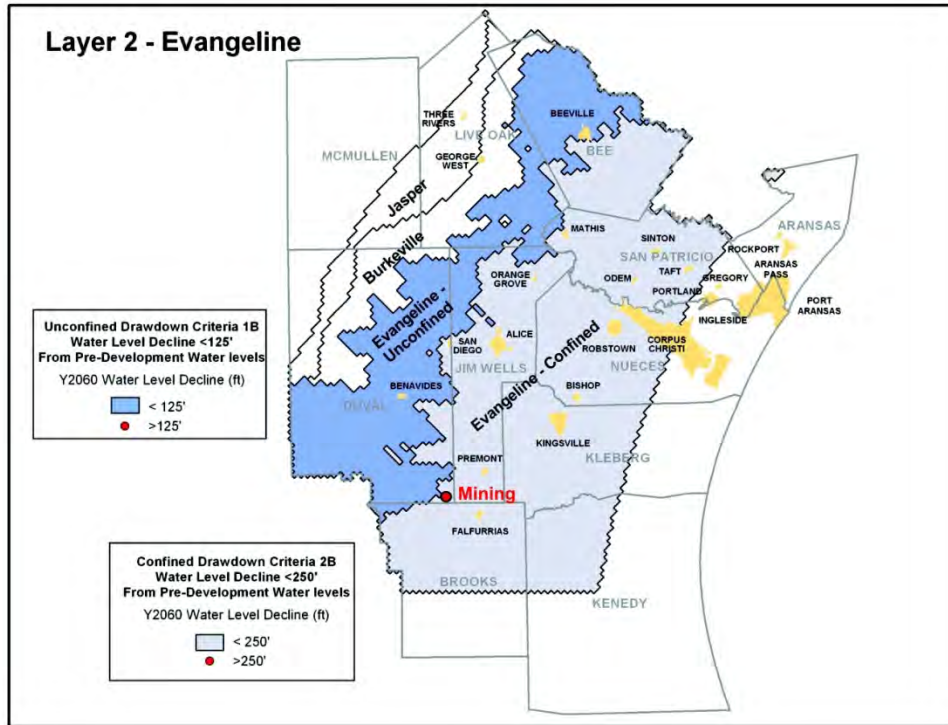 Layer 2 - Evangeline
THREE
RIVERS
LIVE OAK
MCMULLEN
GEORGE
WEST
BEEVILLE
BEE
Jasper
Burkeville
MATHIS
SINTON
SAN PATRICIO
ARANSAS
ROCKPORT
ARANSAS
PASS
ORANGE
GROVE
ODEM
TAFT
GREGORY
PORTLAND
PORT
ARANSAS
INGLESIDE
Evangeline -
Unconfined
SAN
DIEGO
ALICE
JIM WELLS
ROBSTOWN
CORPUS
CHRISTI
NUECES
Evangeline - Confined
BENAVIDES
DUVAL
BISHOP
KINGSVILLE
KLEBERG
PREMONT
Mining
FALFURRIAS
BROOKS
KENEDY
Unconfined Drawdown Criteria 1B
Water Level Decline <125'
From Pre-Development Water levels
Y2060 Water Level Decline (ft)
< 125'
>125'
Confined Drawdown Criteria 2B
Water Level Decline <250'
From Pre-Development Water levels
Y2060 Water Level Decline (ft)
< 250'
>250'